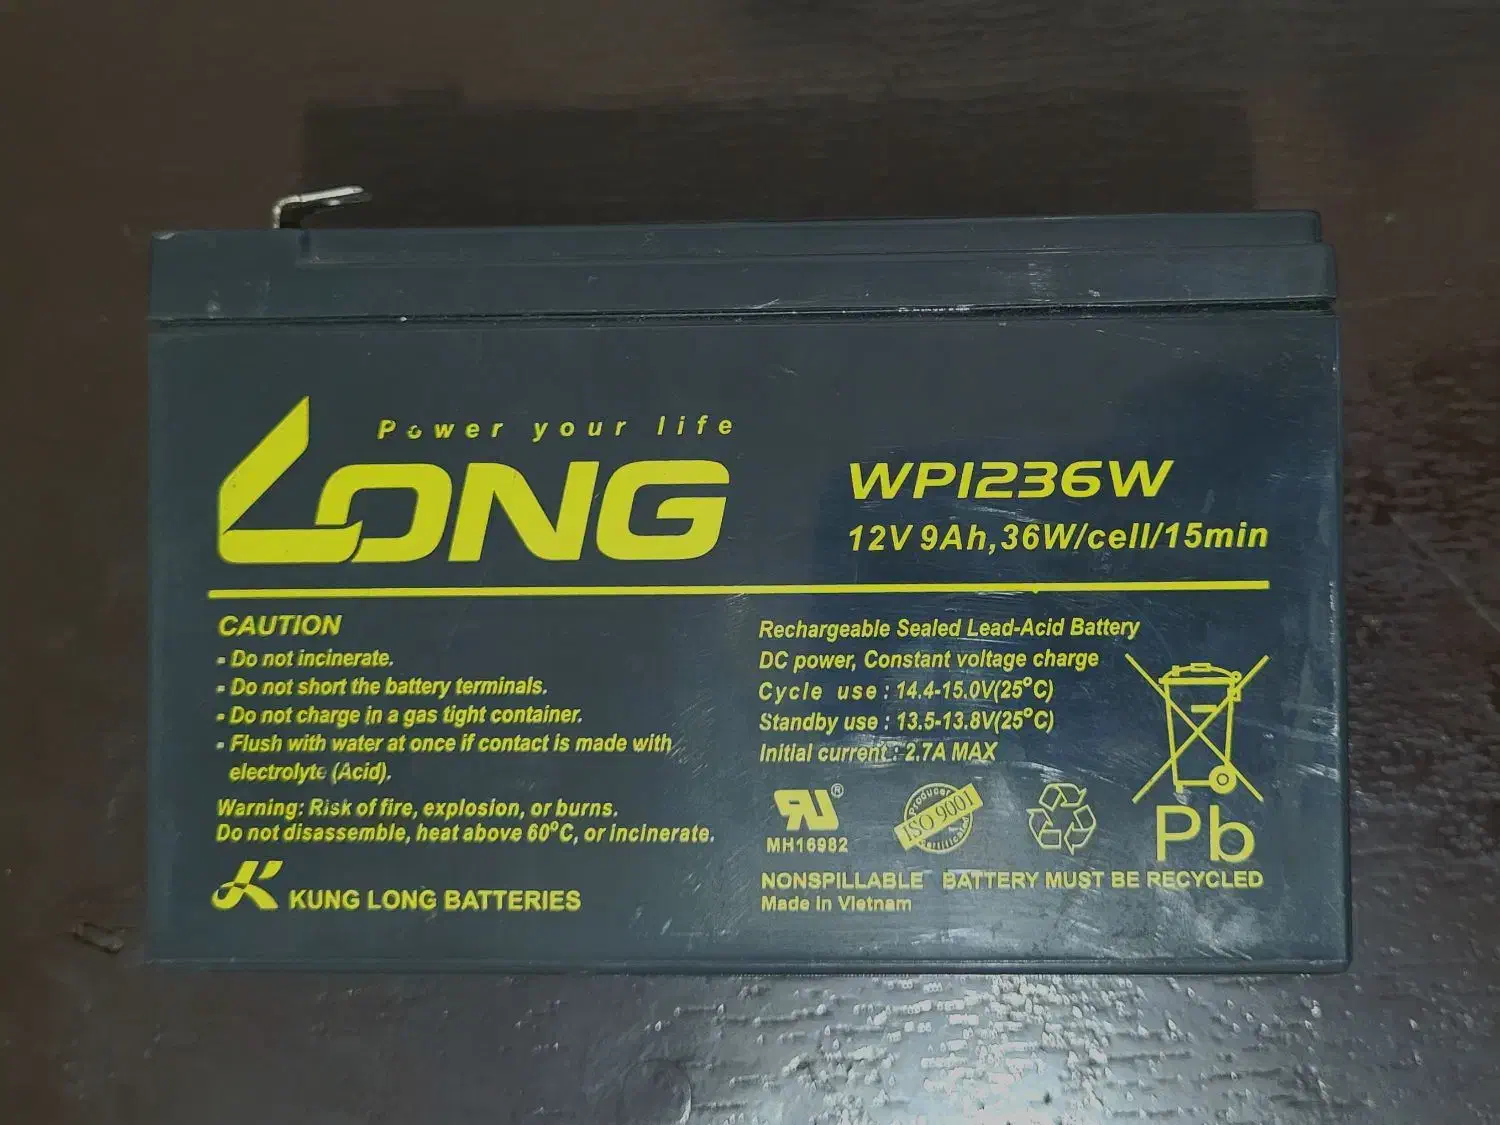 Power your life
LONG
WP1236W
12V 9Ah,36W/cell/15min
CAUTION
- Do not incinerate.
- Do not short the battery terminals.
- Do not charge in a gas tight container.
- Flush with water at once if contact is made with
electrolyte (Acid).
Warning: Risk of fire, explosion, or burns.
Do not disassemble, heat above 60°C, or incinerate.
KUNG LONG BATTERIES
Rechargeable Sealed Lead-Acid Battery
DC power, Constant voltage charge
Cycle use : 14.4-15.0V(25°C)
Standby use : 13.5-13.8V(25°C)
Initial current : 2.7A MAX
RU®
MH16982
Producer
ISO 9001
Certificated
Pb
NONSPILLABLE BATTERY MUST BE RECYCLED
Made in Vietnam